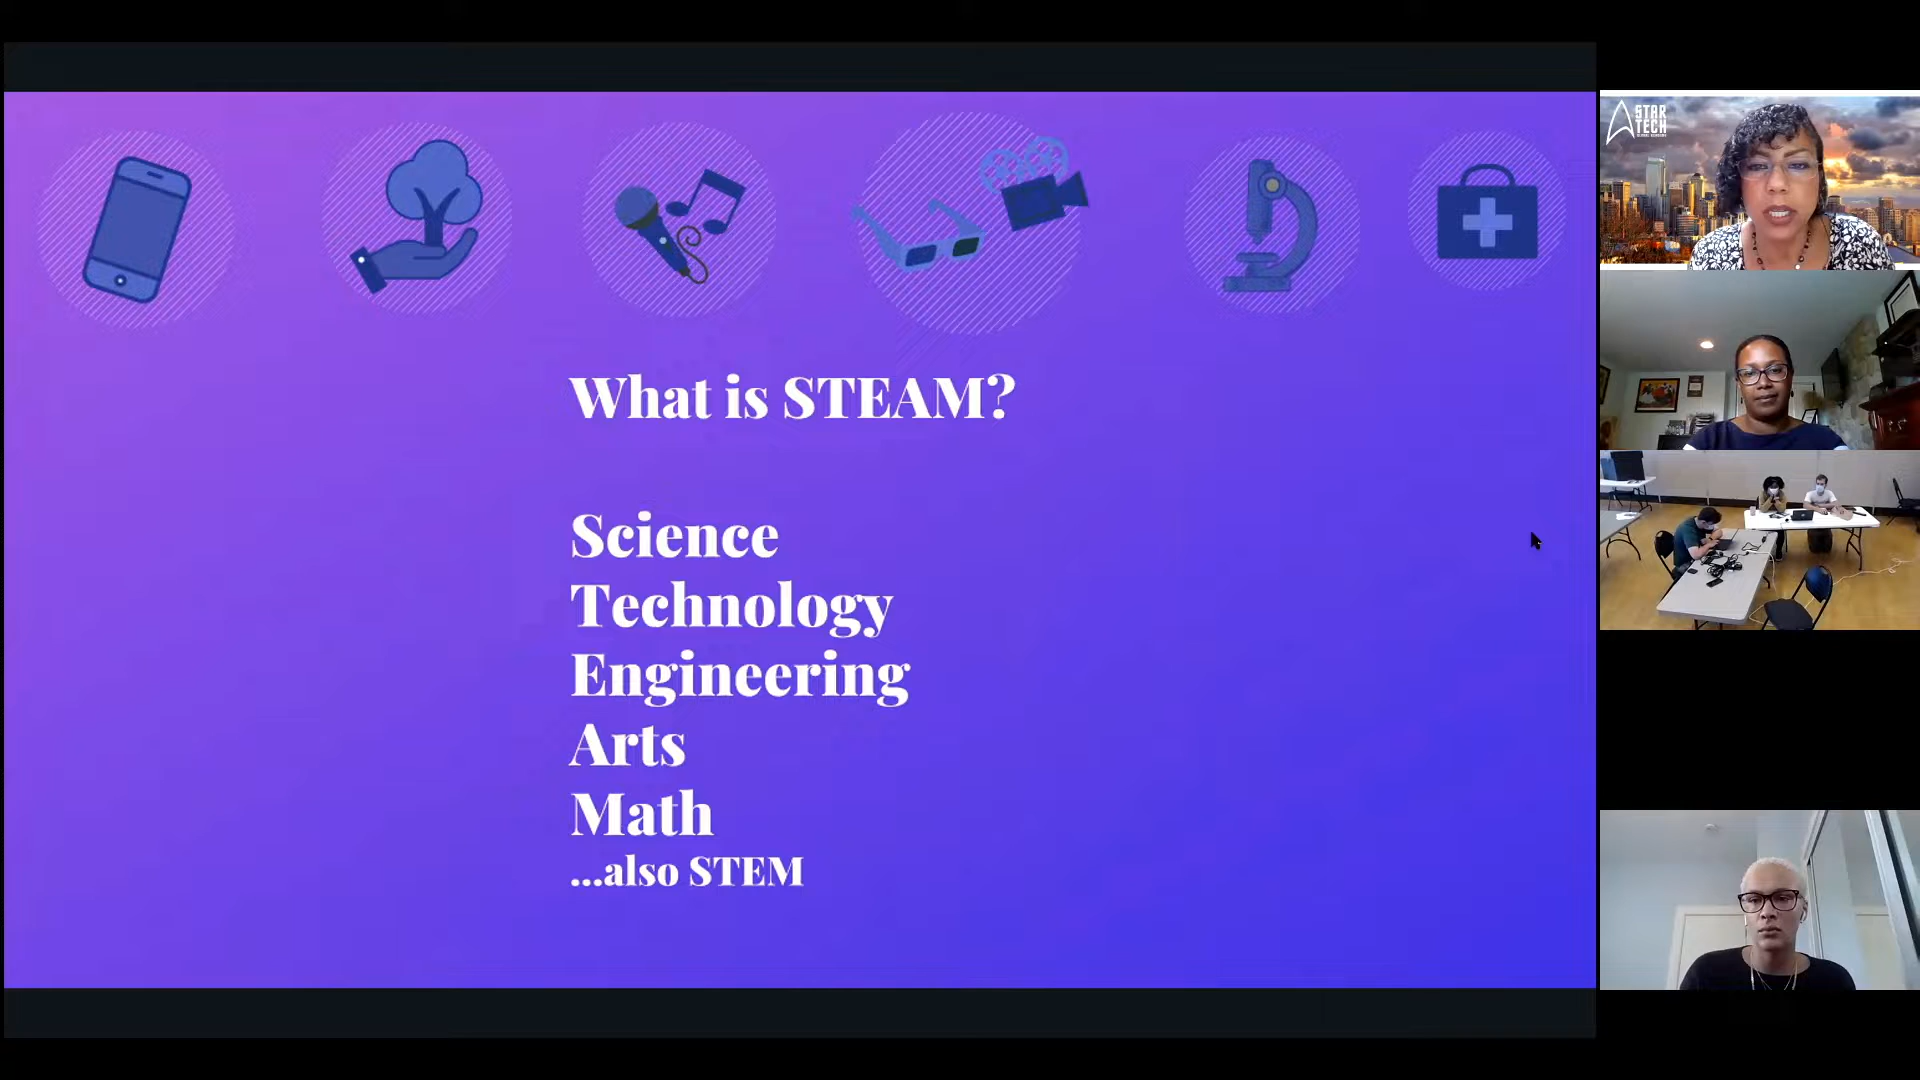 What is STEAM?
Science
Technology
Engineering
Arts
Math
...also STEM
STAR
TECH